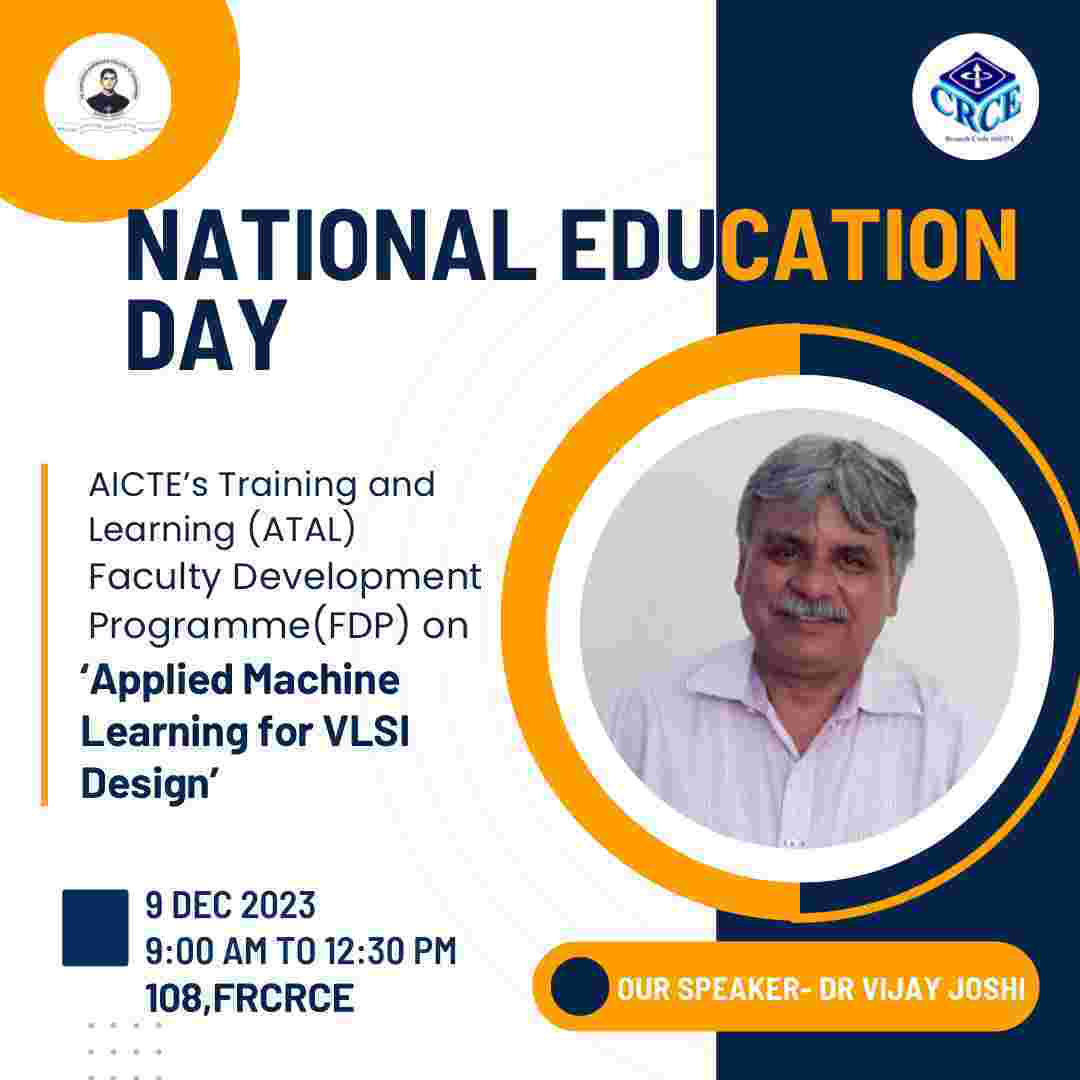 CRCE
NATIONAL EDUCATION
DAY
AICTE's Training and
Learning (ATAL)
Faculty Development
Programme(FDP) on
‘Applied Machine
Learning for VLSI
Design’
9 DEC 2023
9:00 AM TO 12:30 PM
108,FRCRCE
OUR SPEAKER- DR VIJAY JOSHI